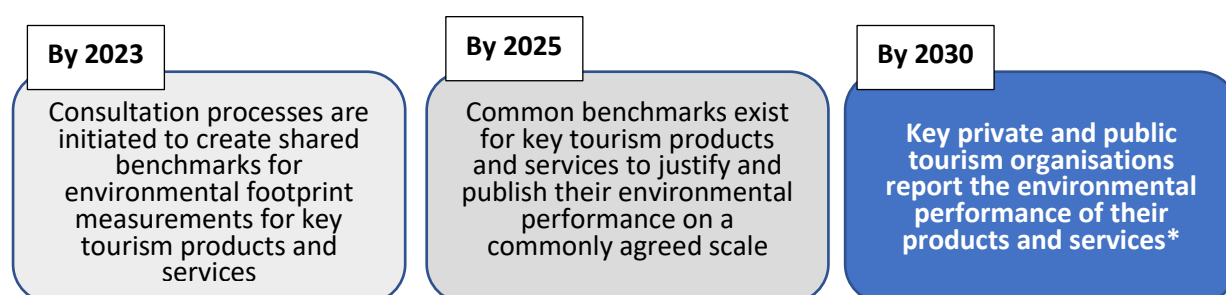 By 2023
Consultation processes are
initiated to create shared
benchmarks for
environmental footprint
measurements for key
tourism products and
services
By 2025
Common benchmarks exist
for key tourism products
and services to justify and
publish their environmental
performance on a
commonly agreed scale
By 2030
Key private and public
tourism organisations
report the environmental
performance of their
products and services*